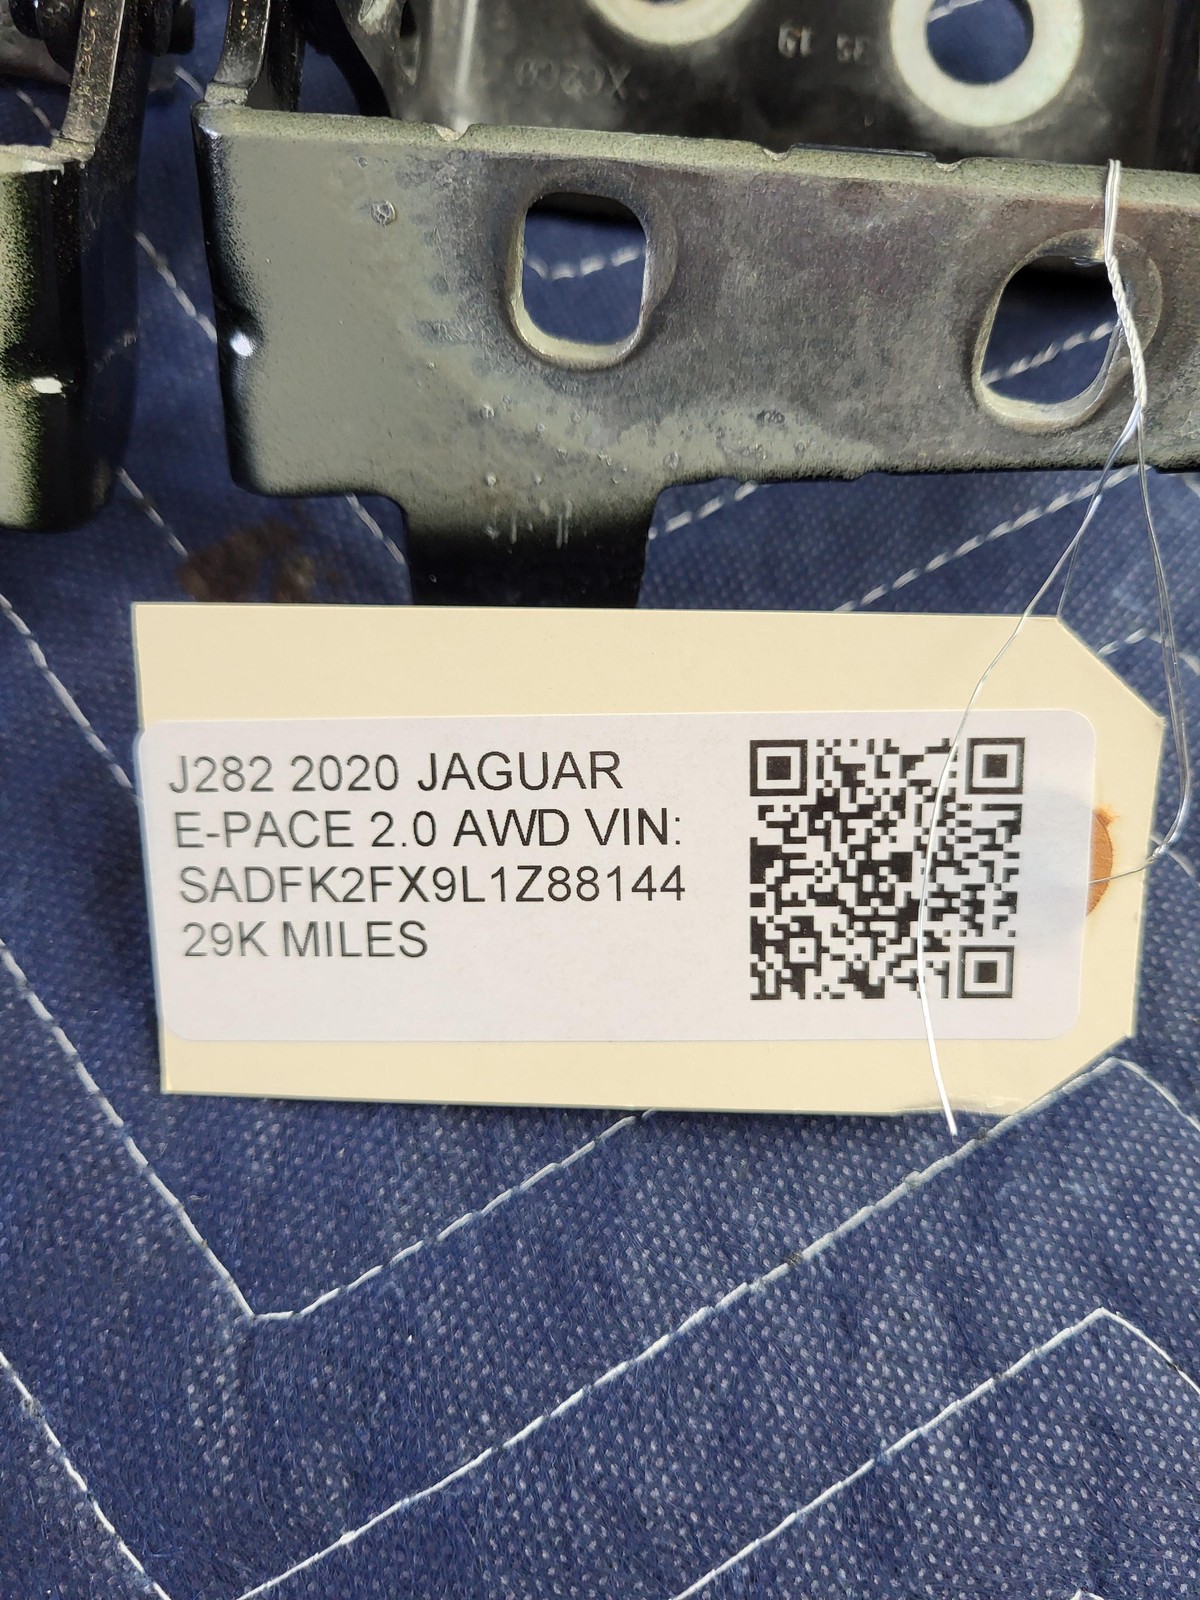 J282 2020 JAGUAR
E-PACE 2.0 AWD VIN:
SADFK2FX9L1Z88144
29K MILES